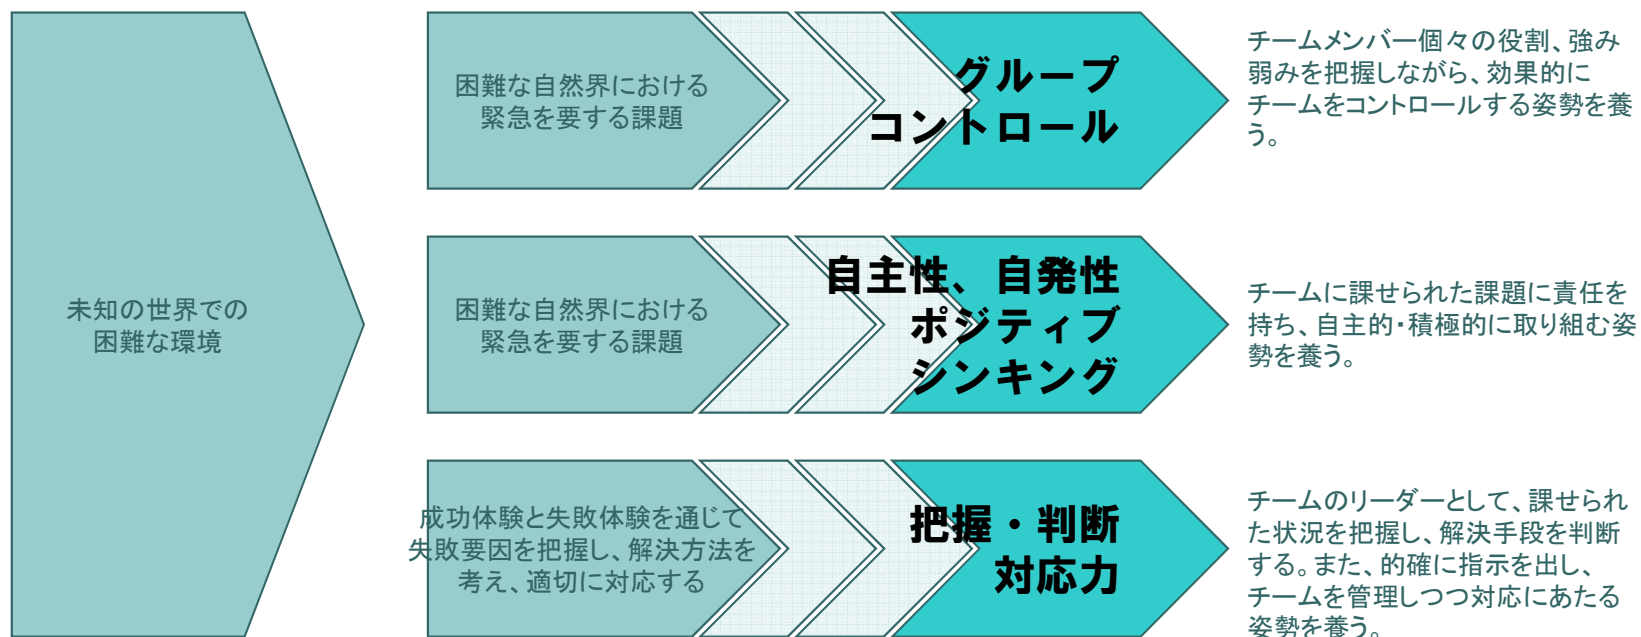 未知の世界での
困難な環境
困難な自然界における
緊急を要する課題
グループ
コントロール
チームメンバー個々の役割、強み
弱みを把握しながら、効果的に
チームをコントロールする姿勢を養
う。
困難な自然界における
緊急を要する課題
自主性、自発性
ポジティブ
シンキング
チームに課せられた課題に責任を
持ち、自主的・積極的に取り組む姿
勢を養う。
成功体験と失敗体験を通じて
失敗要因を把握し、解決方法を
考え、適切に対応する
把握・判断
対応力
チームのリーダーとして、課せられ
た状況を把握し、解決手段を判断
する。また、的確に指示を出し、
チームを管理しつつ対応にあたる
姿勢を養う。